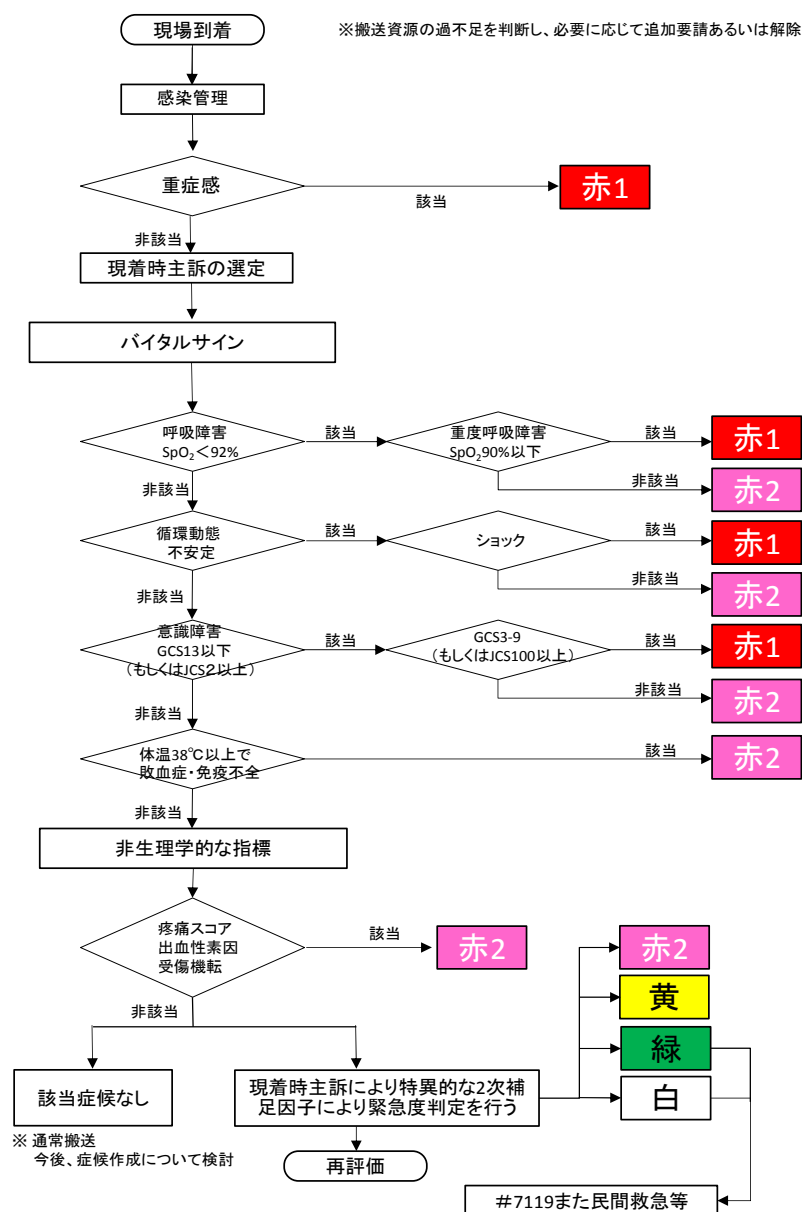 現場到着
※搬送資源の過不足を判断し、必要に応じて追加要請あるいは解除
感染管理
重症感
該当
赤1
非該当
現着時主訴の選定
バイタルサイン
呼吸障害
SpO₂＜92%
該当
重度呼吸障害
SpO₂90%以下
該当
赤1
非該当
赤2
非該当
循環動態
不安定
該当
ショック
該当
赤1
非該当
赤2
非該当
意識障害
GCS13以下
（もしくはJCS２以上）
該当
GCS3-9
（もしくはJCS100以上）
該当
赤1
非該当
赤2
非該当
体温38℃以上で
敗血症・免疫不全
該当
赤2
非該当
非生理学的な指標
疼痛スコア
出血性素因
受傷機転
該当
赤2
非該当
赤2
黄
緑
白
該当症候なし
※ 通常搬送
今後、症候作成について検討
現着時主訴により特異的な2次補
足因子により緊急度判定を行う
再評価
＃7119また民間救急等